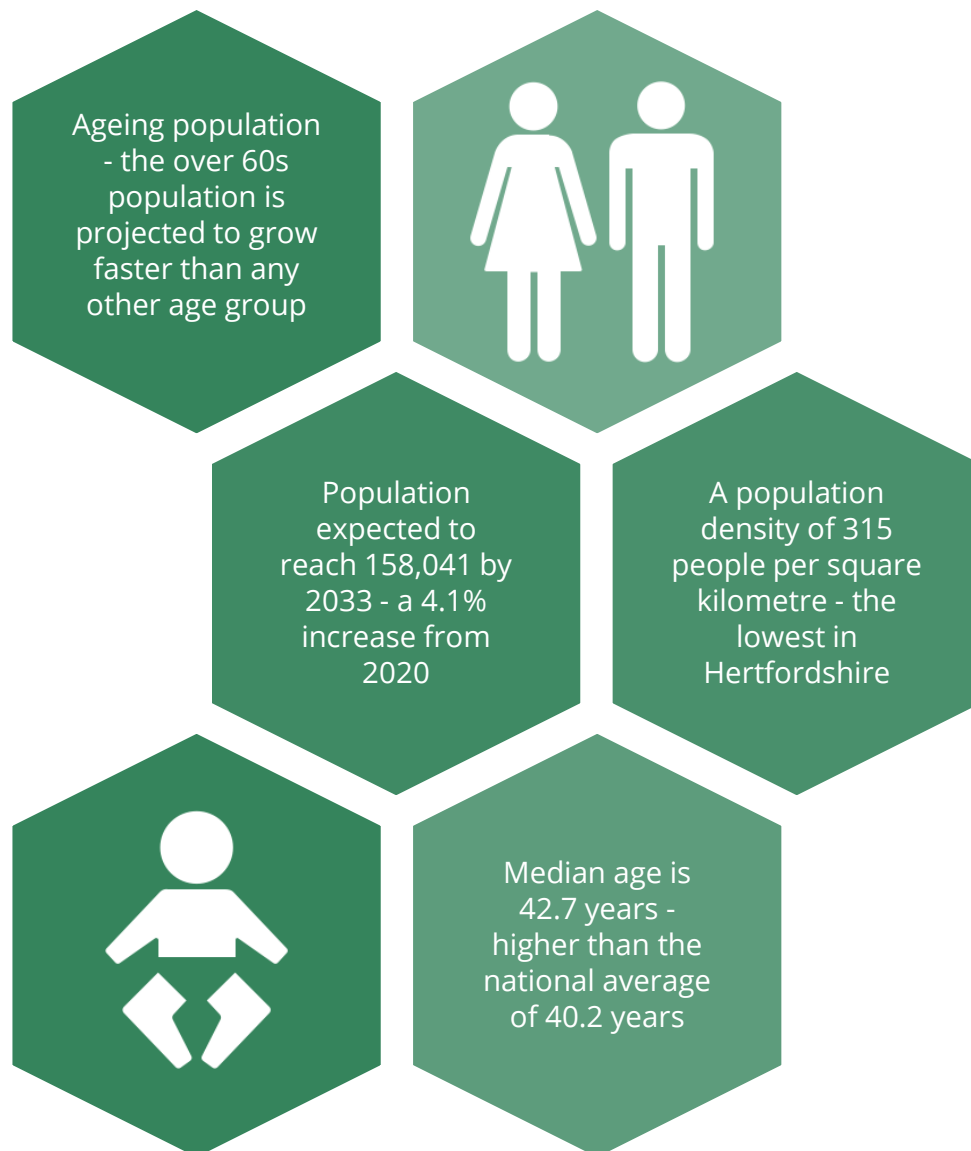 Ageing population
- the over 60s
population is
projected to grow
faster than any
other age group
Population
expected to
reach 158,041 by
2033 - a 4.1%
increase from
2020
A population
density of 315
people per square
kilometre - the
lowest in
Hertfordshire
Median age is
42.7 years -
higher than the
national average
of 40.2 years